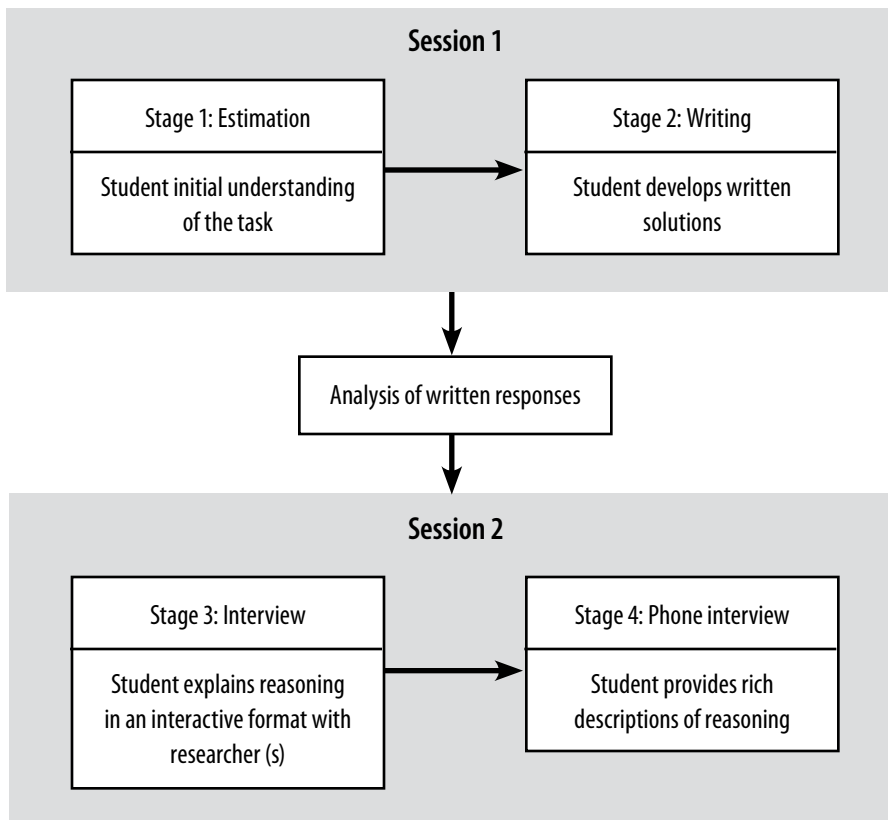 Session 1
Stage 1: Estimation
Student initial understanding
of the task
Stage 2: Writing
Student develops written
solutions
Analysis of written responses
Session 2
Stage 3: Interview
Student explains reasoning
in an interactive format with
researcher (s)
Stage 4: Phone interview
Student provides rich
descriptions of reasoning